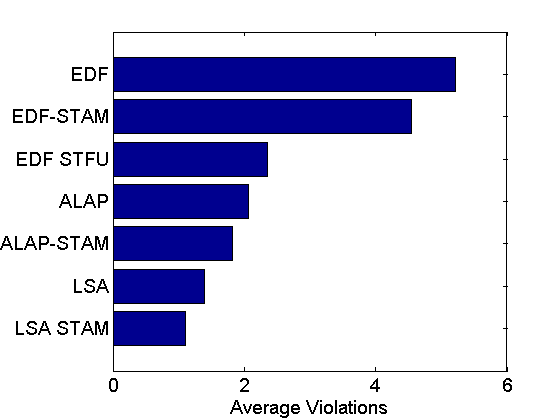 EDF
EDF-STAM
EDF STFU
ALAP
ALAP-STAM
LSA
LSA STAM
0 2 4 6
Average Violations